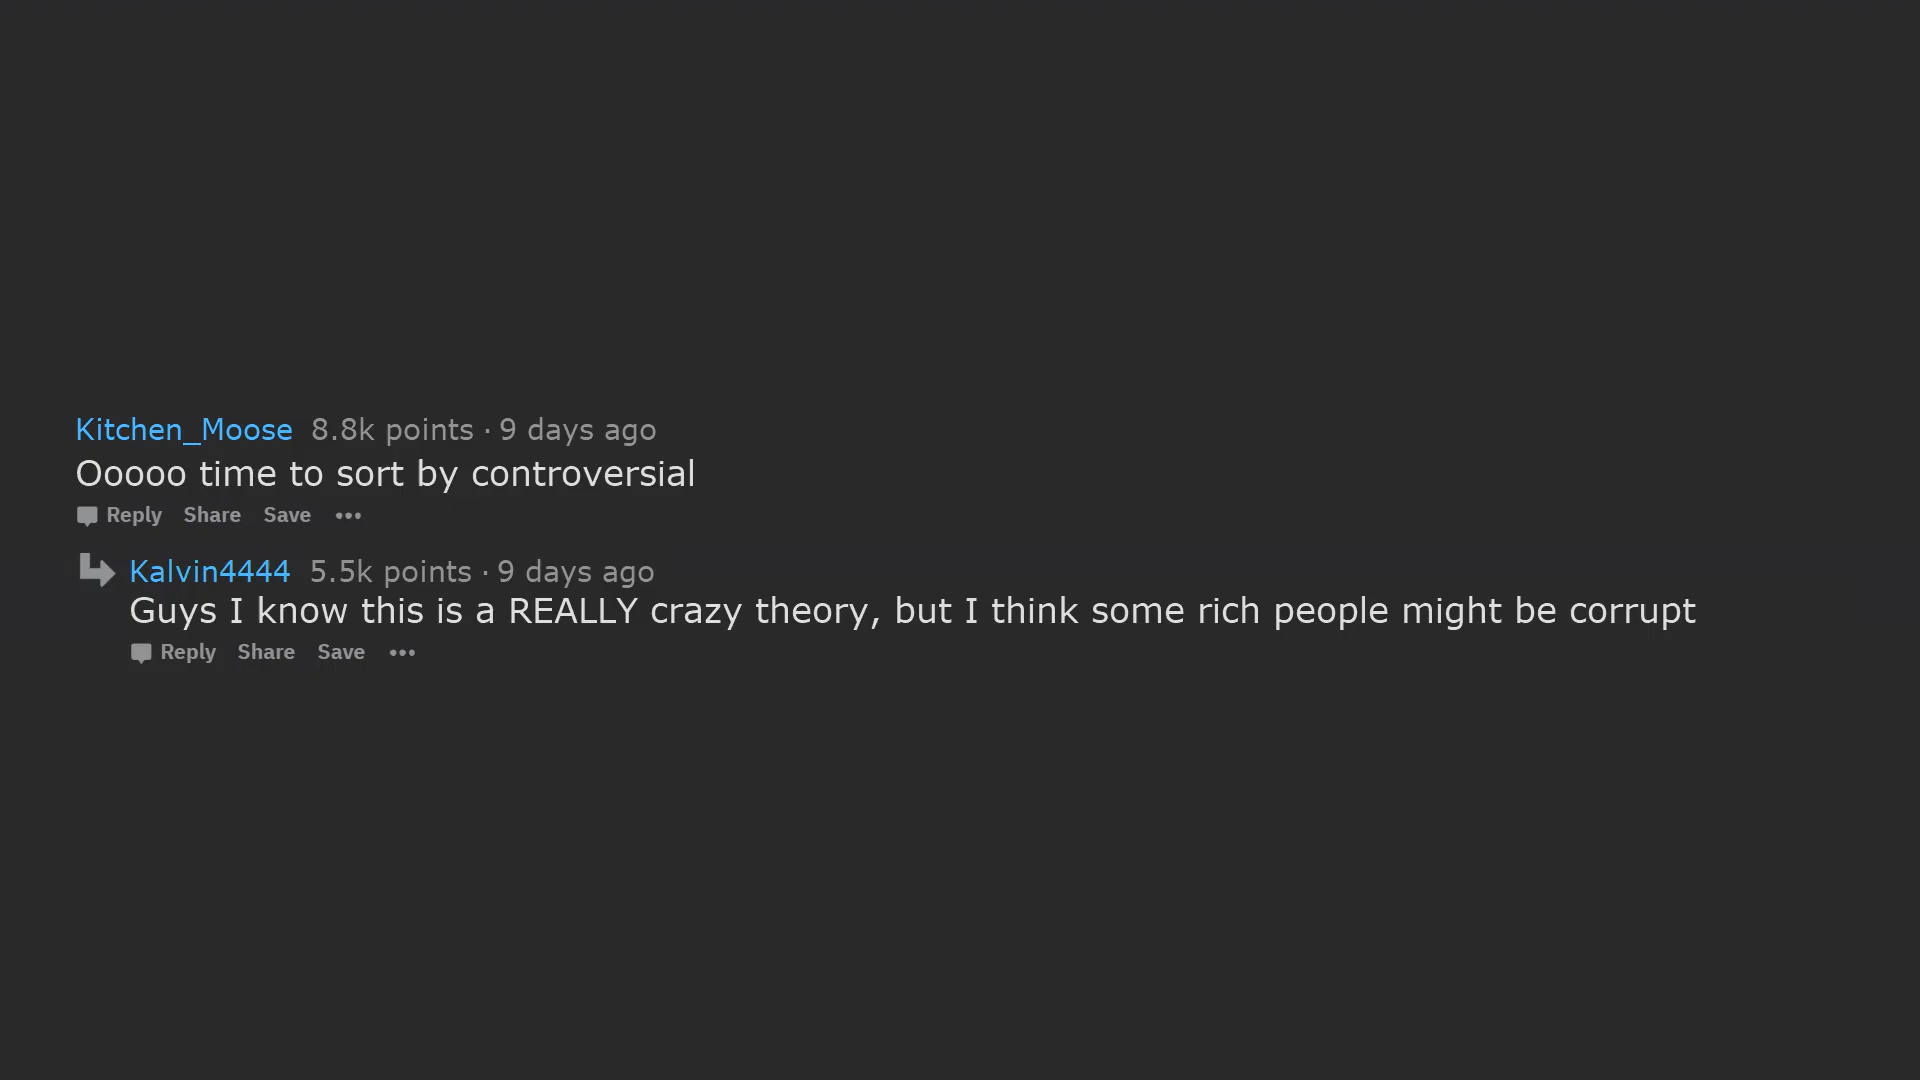 Kitchen_Moose 8.8k points · 9 days ago
Ooooo time to sort by controversial
Reply Share Save •••
Kalvin4444 5.5k points · 9 days ago
Guys I know this is a REALLY crazy theory, but I think some rich people might be corrupt
Reply Share Save •••